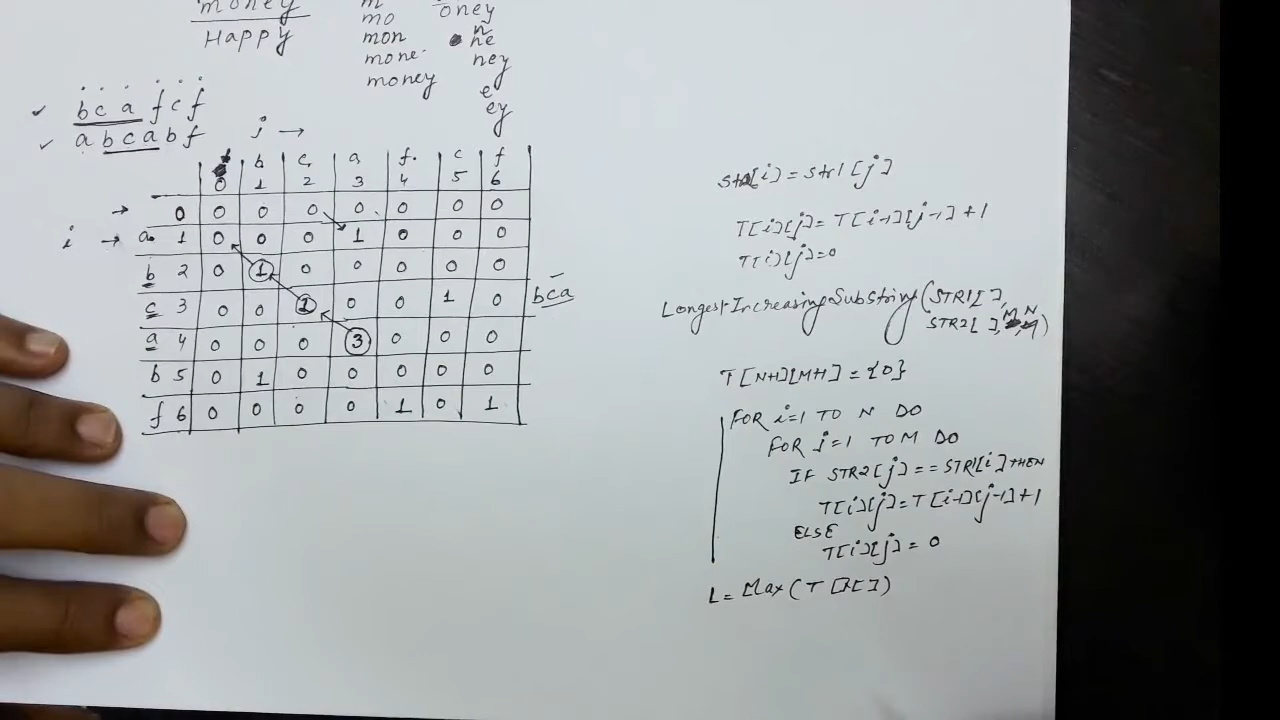 money
Happy
m
mo
mon
mone
money
oney
n
ne
ney
e
ey
✓ bcafcf
✓ abcabf
j →
b c a f c f
0 1 2 3 4 5 6
→ 0 0 0 0 0 0 0 0
i → a 1 0 0 0 1 0 0 0
b 2 0 1 0 0 0 0 0
c 3 0 0 1 0 0 1 0 bca
a 4 0 0 0 3 0 0 0
b 5 0 1 0 0 0 0 0
f 6 0 0 0 0 1 0 1
[i] = str1[j]
T[i][j] = T[i-1][j-1]+1
T[i][j]=0
LongestIncreasingSubString(STR1[],
STR2[], M, N)
T[N+1][M+1] = {0}
FOR i=1 TO N DO
FOR j=1 TO M DO
IF STR2[j] == STR1[i] THEN
T[i][j] = T[i-1][j-1]+1
ELSE
T[i][j] = 0
L = Max(T[][])